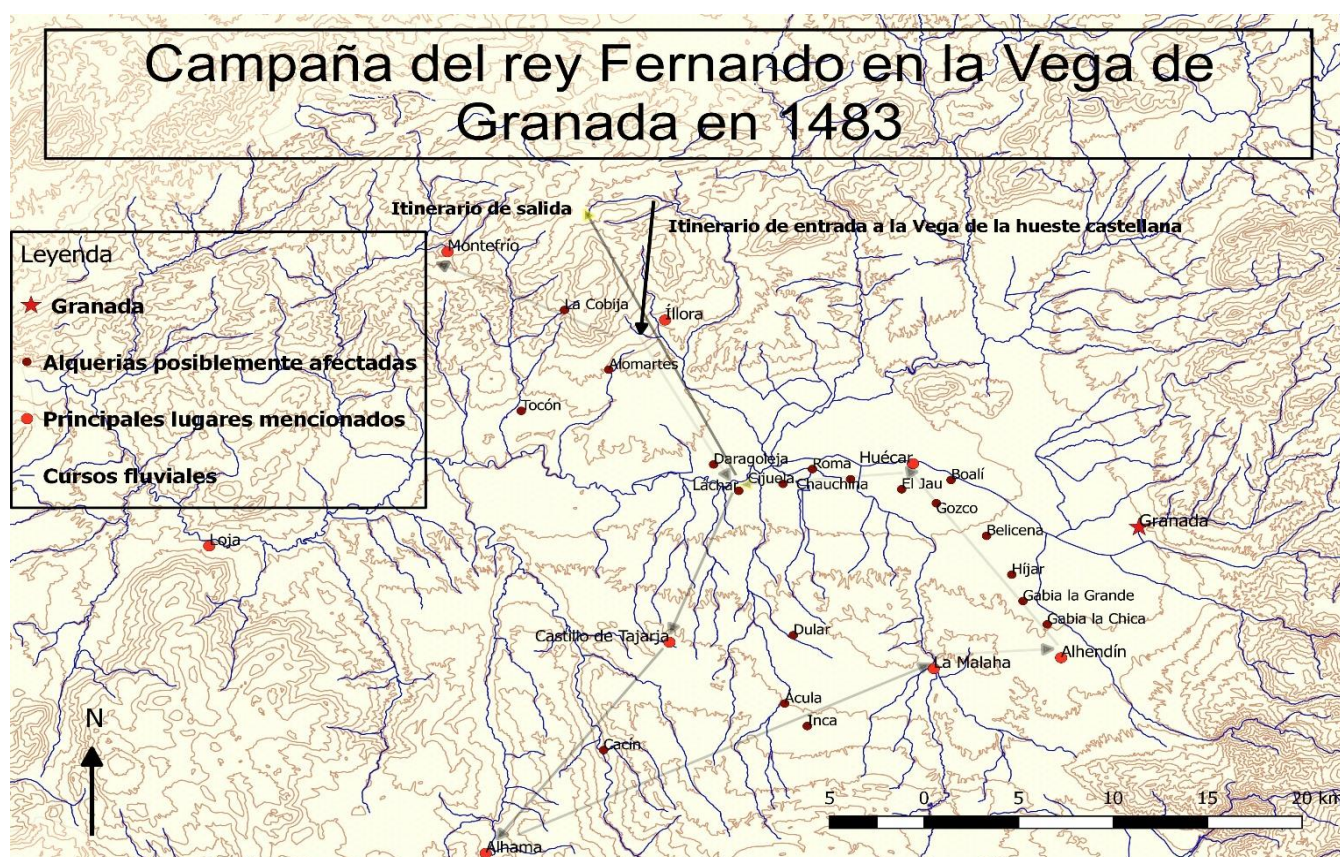 Campaña del rey Fernando en la Vega de
Granada en 1483
Itinerario de salida
Itinerario de entrada a la Vega de la hueste castellana
Leyenda
Granada
Alquerias posiblemente afectadas
Principales lugares mencionados
Cursos fluviales
Montefrío
La Cobija
Íllora
Alomartes
Tocón
Daragoleja
Láchar
Cijuela
Roma
Chauchina
Huécar
El Jau
Boalí
Gozco
Belicena
Granada
Loja
Híjar
Gabia la Grande
Gabia la Chica
Castillo de Tajarja
Dular
La Malaha
Alhendín
Ácula
Inca
Cacín
Alhama
N
5 0 5 10 15 20 km